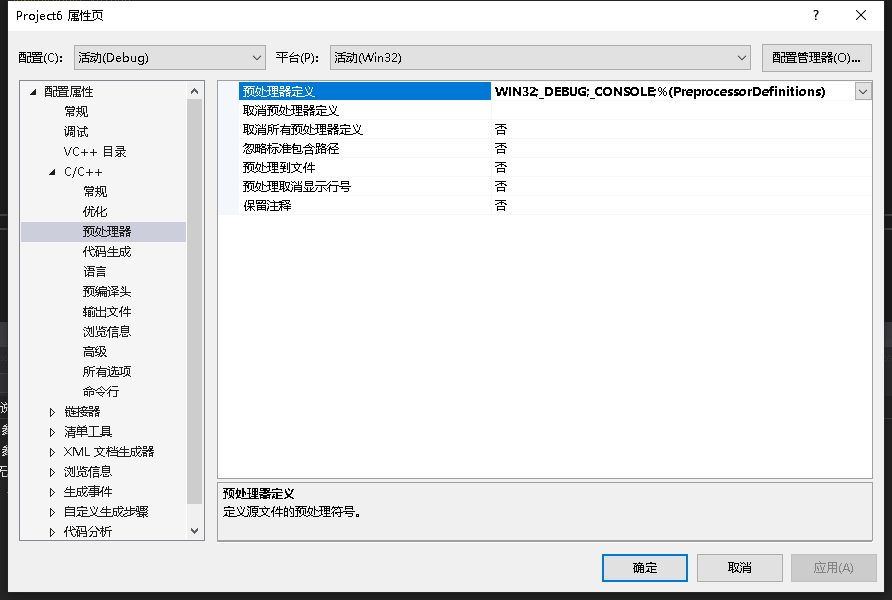 Project6 属性页
配置(C):
活动(Debug)
平台(P):
活动(Win32)
配置管理器(O)...
配置属性
常规
调试
VC++ 目录
C/C++
常规
优化
预处理器
代码生成
语言
预编译头
输出文件
浏览信息
高级
所有选项
命令行
链接器
清单工具
XML 文档生成器
浏览信息
生成事件
自定义生成步骤
代码分析
预处理器定义 WIN32;_DEBUG;_CONSOLE;%(PreprocessorDefinitions)
取消预处理器定义
取消所有预处理器定义 否
忽略标准包含路径 否
预处理到文件 否
预处理取消显示行号 否
保留注释 否
预处理器定义
定义源文件的预处理符号。
确定
取消
应用(A)